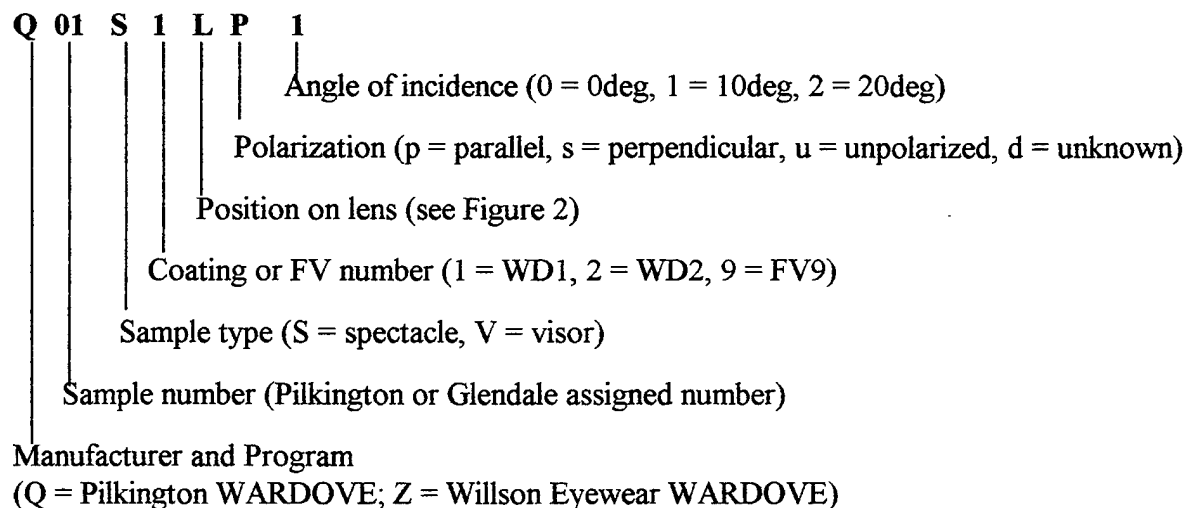 Q 01 S 1 L P 1
Angle of incidence (0 = 0deg, 1 = 10deg, 2 = 20deg)
Polarization (p = parallel, s = perpendicular, u = unpolarized, d = unknown)
Position on lens (see Figure 2)
Coating or FV number (1 = WD1, 2 = WD2, 9 = FV9)
Sample type (S = spectacle, V = visor)
Sample number (Pilkington or Glendale assigned number)
Manufacturer and Program
(Q = Pilkington WARDOVE; Z = Willson Eyewear WARDOVE)